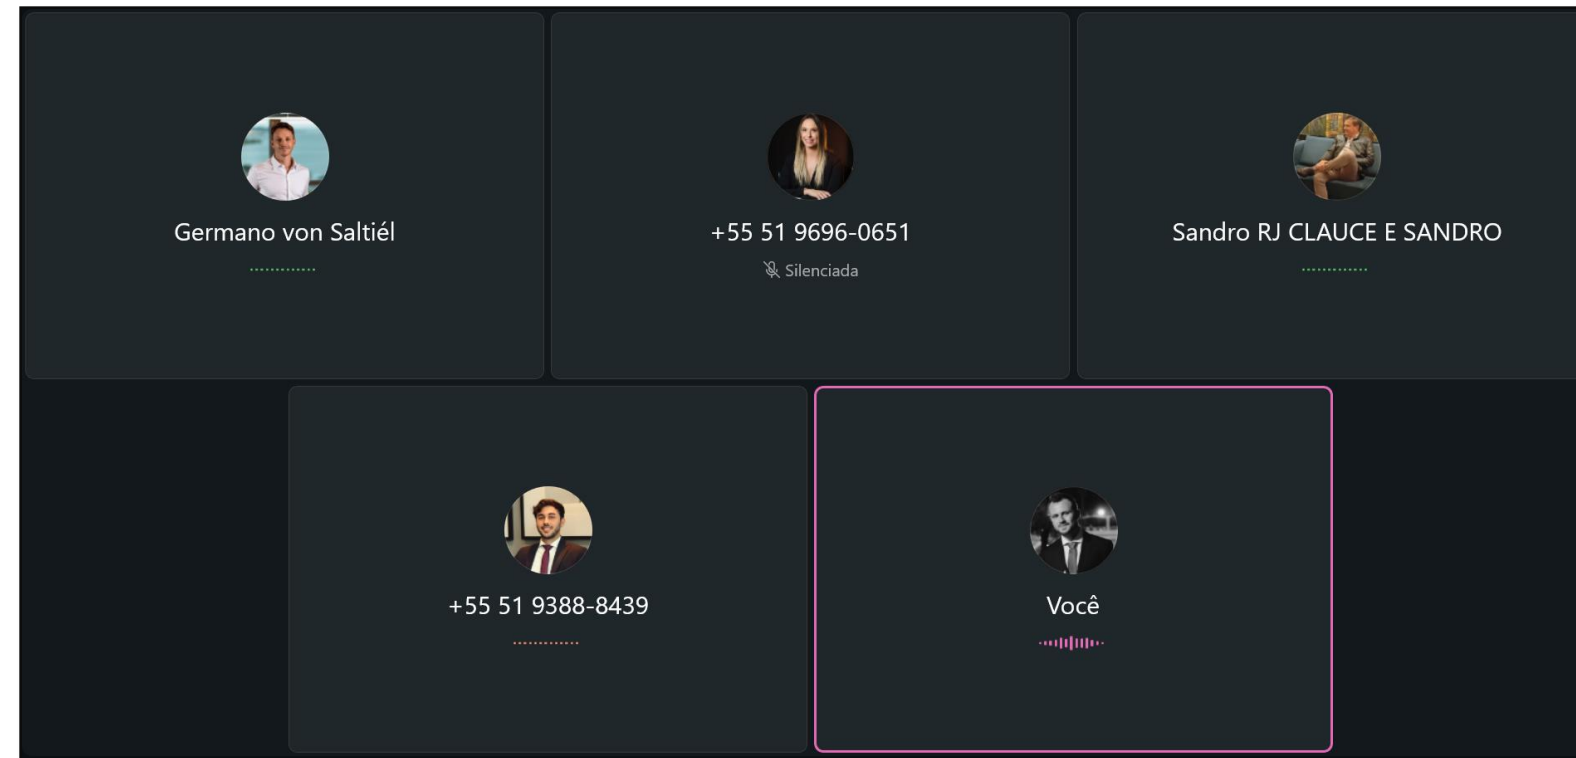 Germano von Saltiél
+55 51 9696-0651
Silenciada
Sandro RJ CLAUCE E SANDRO
+55 51 9388-8439
Você